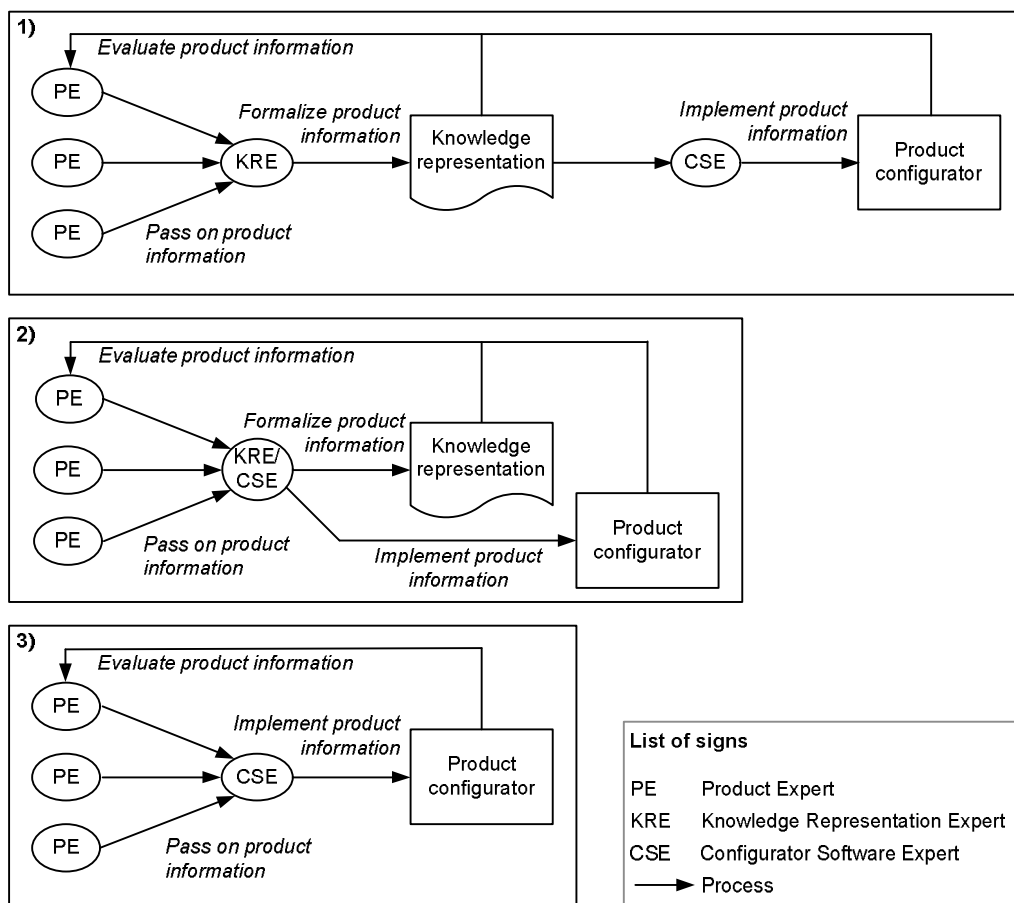 1)
Evaluate product information
PE
PE
PE
Pass on product
information
KRE
Formalize product
information
Knowledge
representation
CSE
Implement product
information
Product
configurator
2)
Evaluate product information
PE
PE
PE
Pass on product
information
KRE/
CSE
Formalize product
information
Knowledge
representation
Implement product
information
Product
configurator
3)
Evaluate product information
PE
PE
PE
Pass on product
information
CSE
Implement product
information
Product
configurator
List of signs
PE Product Expert
KRE Knowledge Representation Expert
CSE Configurator Software Expert
Process